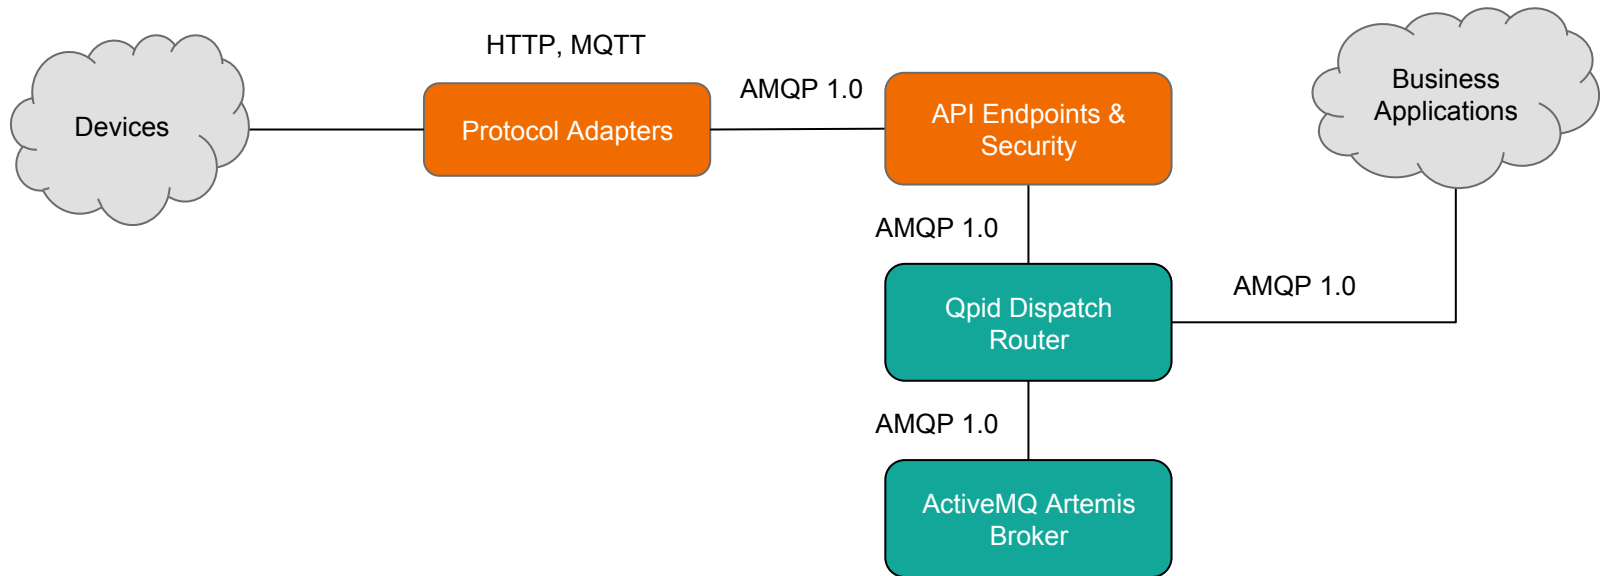 HTTP, MQTT
Devices
Protocol Adapters
AMQP 1.0
API Endpoints &
Security
Business
Applications
AMQP 1.0
Qpid Dispatch
Router
AMQP 1.0
AMQP 1.0
ActiveMQ Artemis
Broker